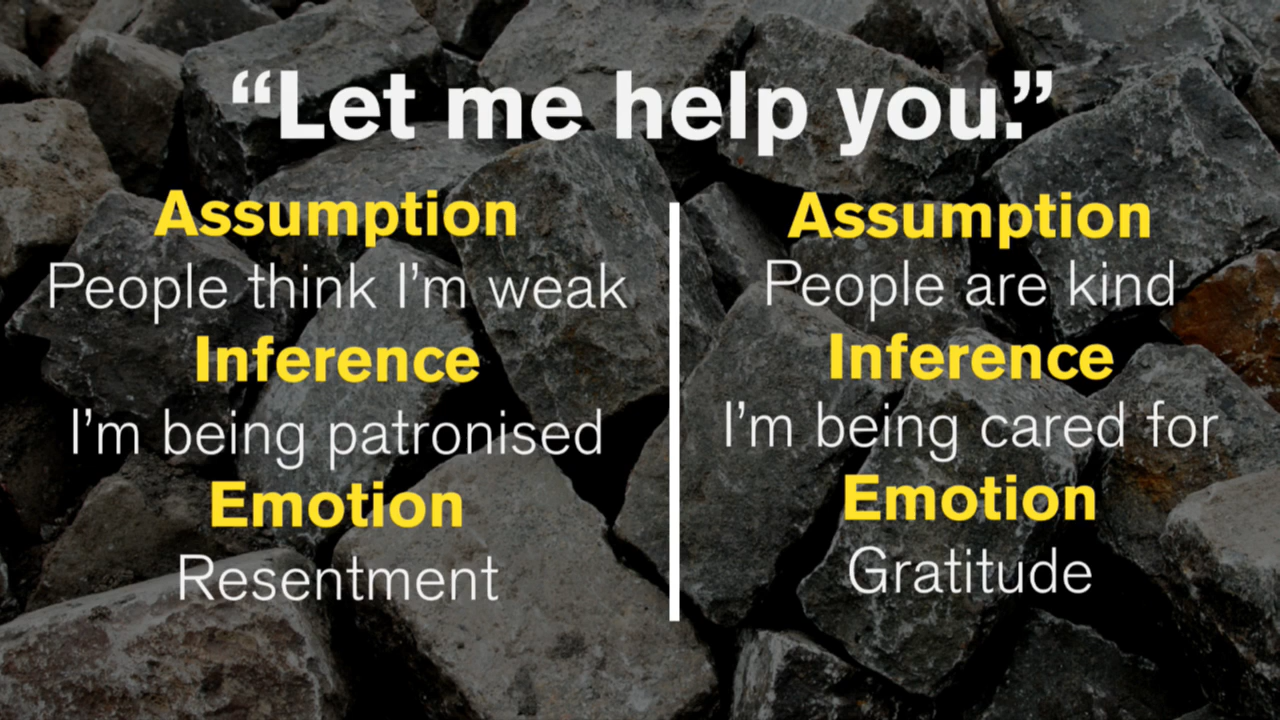 “Let me help you.”
Assumption
People think I’m weak
Inference
I’m being patronised
Emotion
Resentment
Assumption
People are kind
Inference
I’m being cared for
Emotion
Gratitude